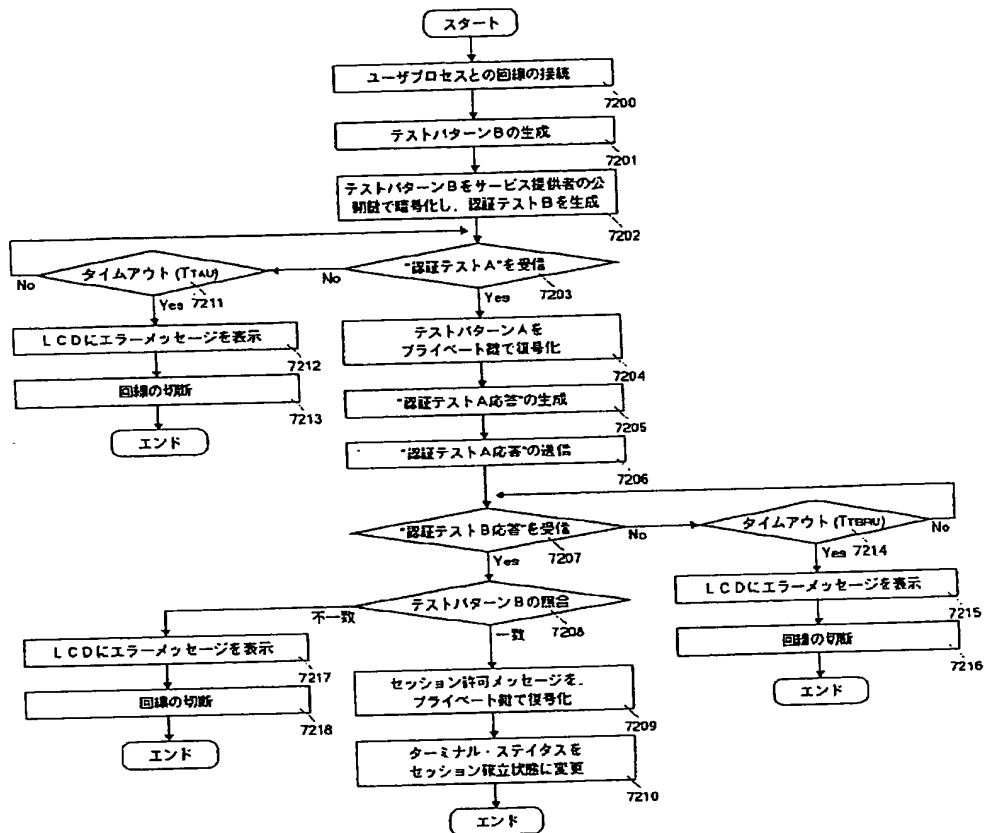 スタート
ユーザプロセスとの回線の接続
7200
テストパターンBの生成
7201
テストパターンBをサービス提供者の公
開鍵で暗号化し、認証テストBを生成
7202
"認証テストA"を受信
7203
No
Yes
タイムアウト(TTAU)
7211
No
Yes
LCDにエラーメッセージを表示
7212
回線の切断
7213
エンド
テストパターンAを
プライベート鍵で復号化
7204
"認証テストA応答"の生成
7205
"認証テストA応答"の送信
7206
"認証テストB応答"を受信
7207
No
Yes
タイムアウト(TTBRU)
7214
No
Yes
LCDにエラーメッセージを表示
7215
回線の切断
7216
エンド
テストパターンBの照合
7208
不一致
一致
LCDにエラーメッセージを表示
7217
回線の切断
7218
エンド
セッション許可メッセージを、
プライベート鍵で復号化
7209
ターミナル・ステイタスを
セッション確立状態に変更
7210
エンド